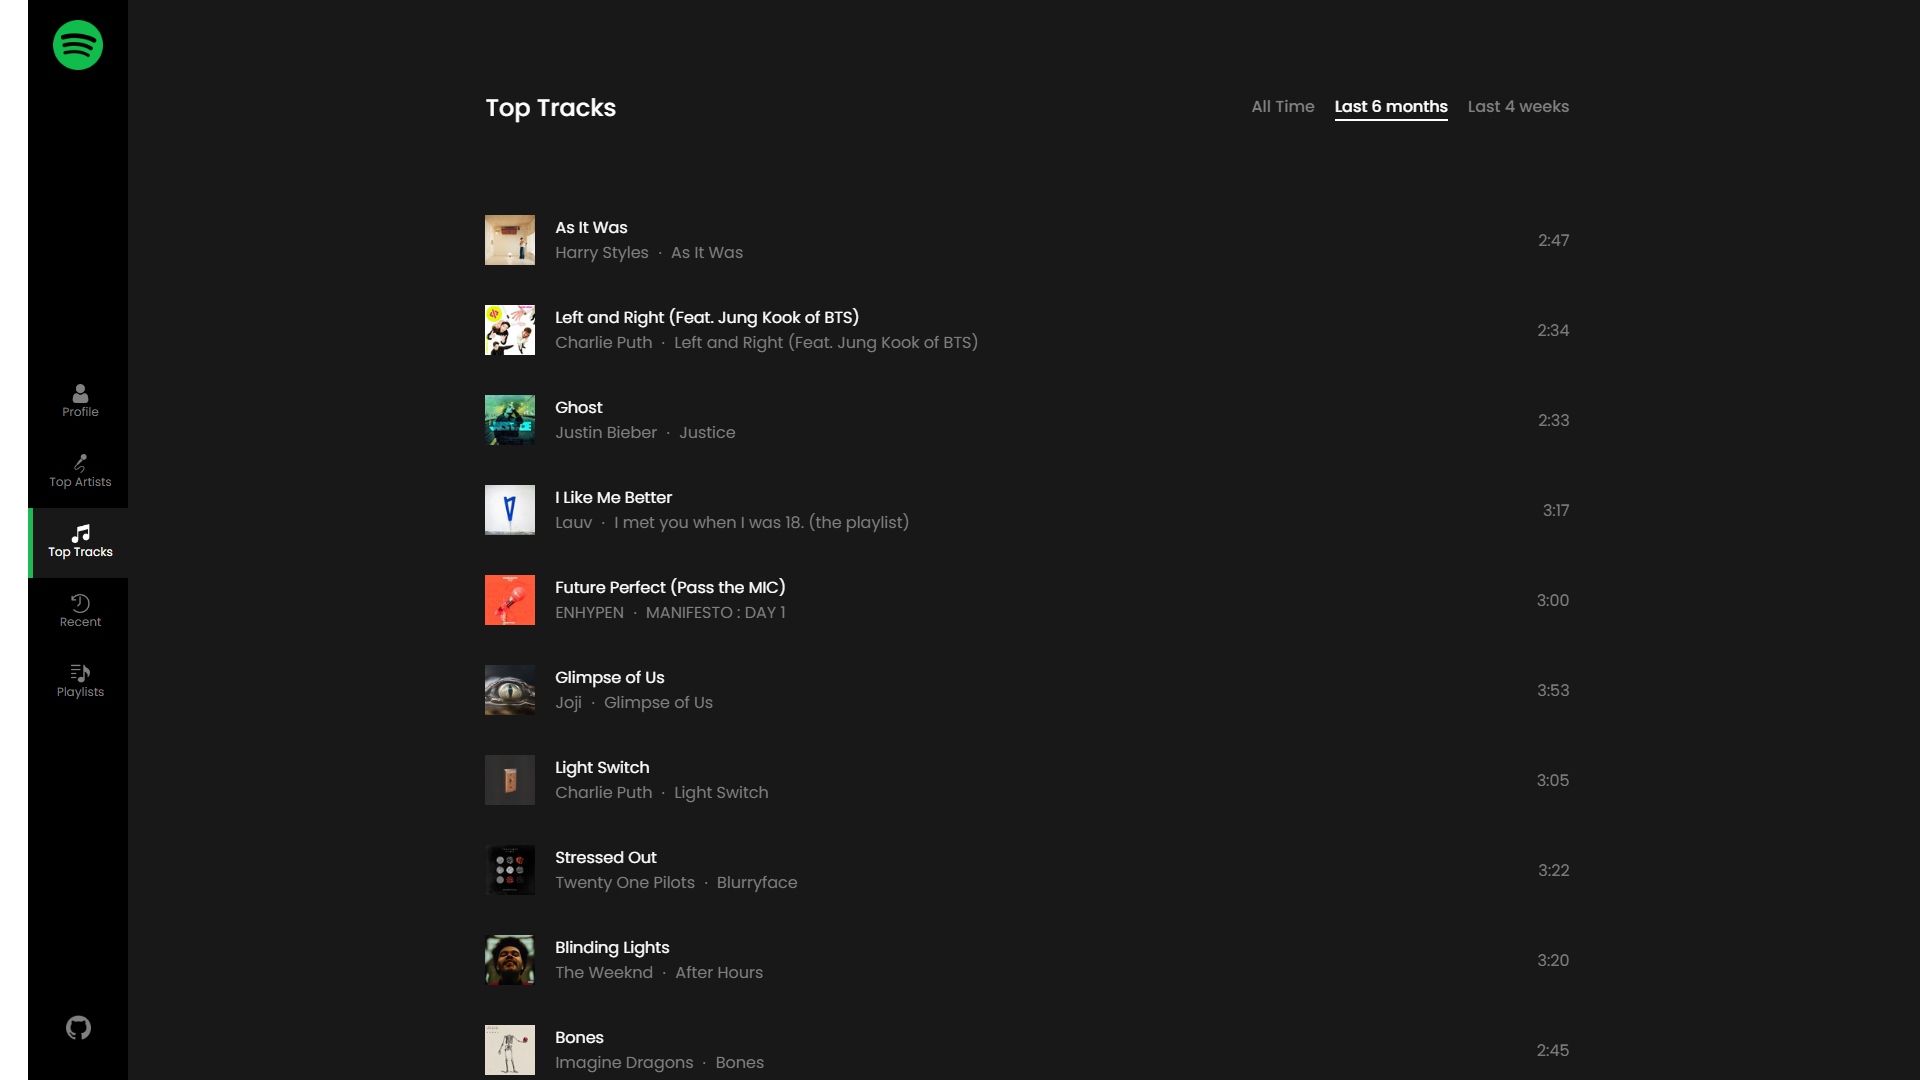 Top Tracks
All Time Last 6 months Last 4 weeks
As It Was
Harry Styles · As It Was
2:47
Left and Right (Feat. Jung Kook of BTS)
Charlie Puth · Left and Right (Feat. Jung Kook of BTS)
2:34
Ghost
Justin Bieber · Justice
2:33
I Like Me Better
Lauv · I met you when I was 18. (the playlist)
3:17
Future Perfect (Pass the MIC)
ENHYPEN · MANIFESTO : DAY 1
3:00
Glimpse of Us
Joji · Glimpse of Us
3:53
Light Switch
Charlie Puth · Light Switch
3:05
Stressed Out
Twenty One Pilots · Blurryface
3:22
Blinding Lights
The Weeknd · After Hours
3:20
Bones
Imagine Dragons · Bones
2:45
Profile
Top Artists
Top Tracks
Recent
Playlists